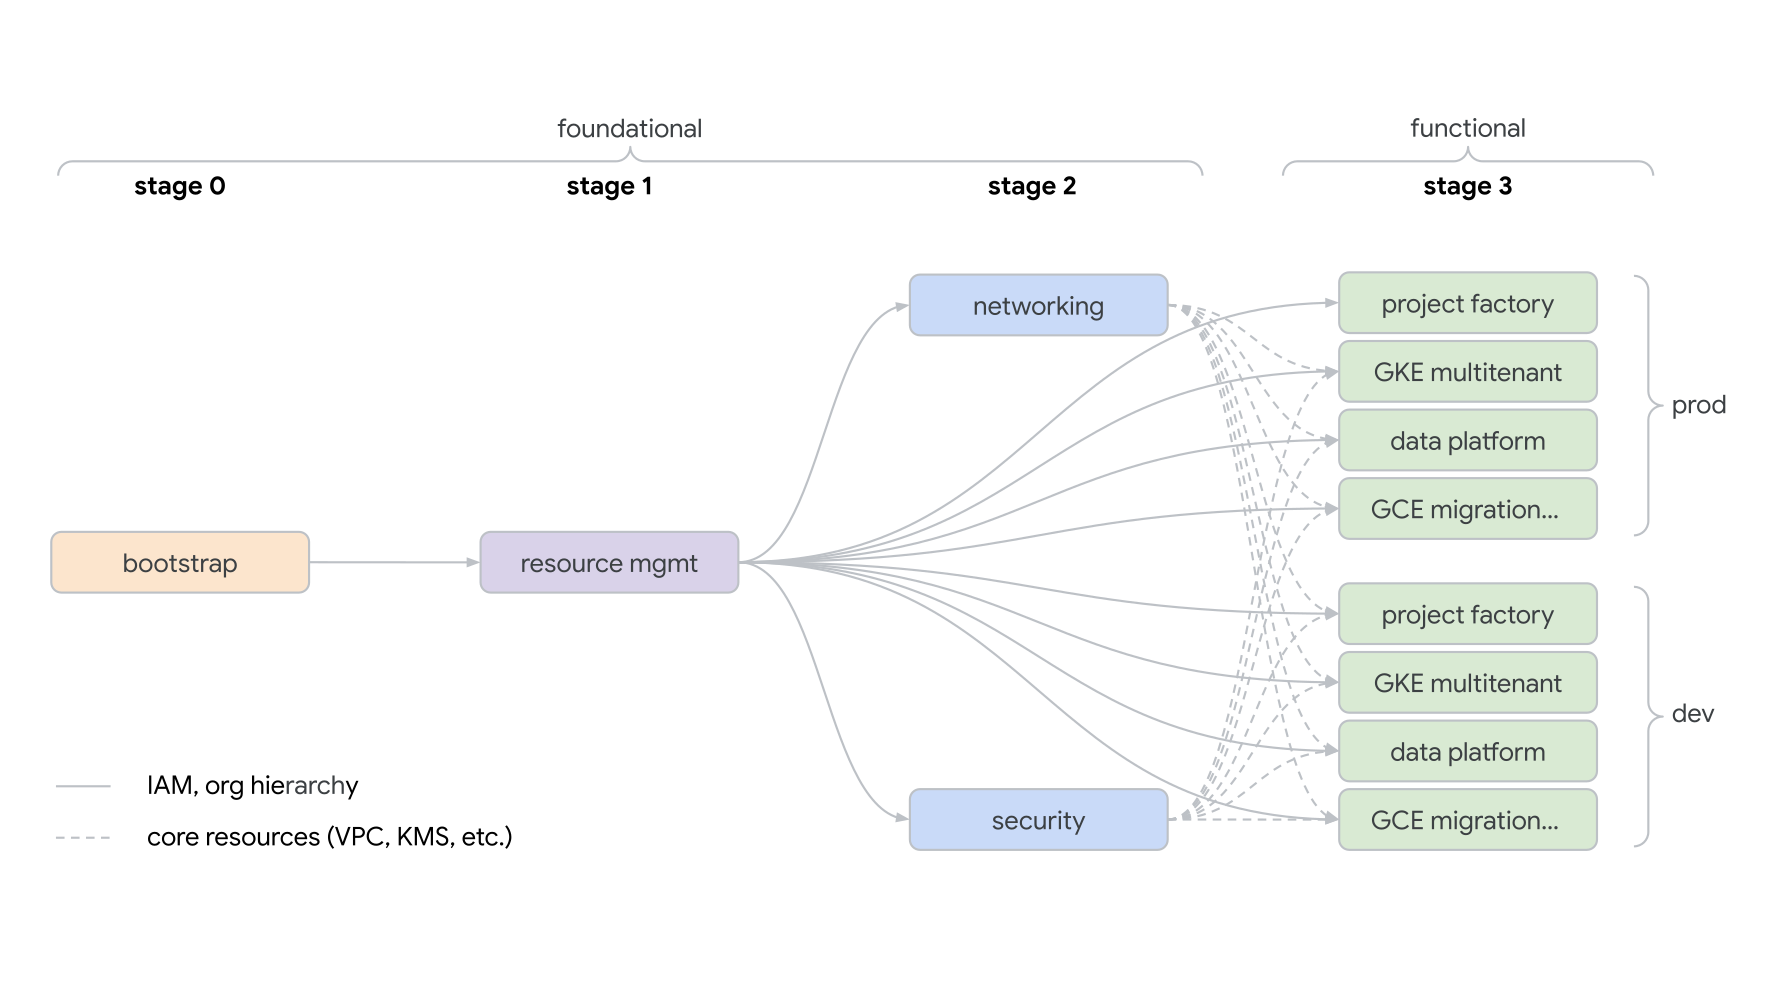 foundational
functional
stage 0
stage 1
stage 2
stage 3
networking
project factory
GKE multitenant
prod
data platform
GCE migration...
bootstrap
resource mgmt
project factory
GKE multitenant
dev
data platform
IAM, org hierarchy
security
GCE migration...
core resources (VPC, KMS, etc.)